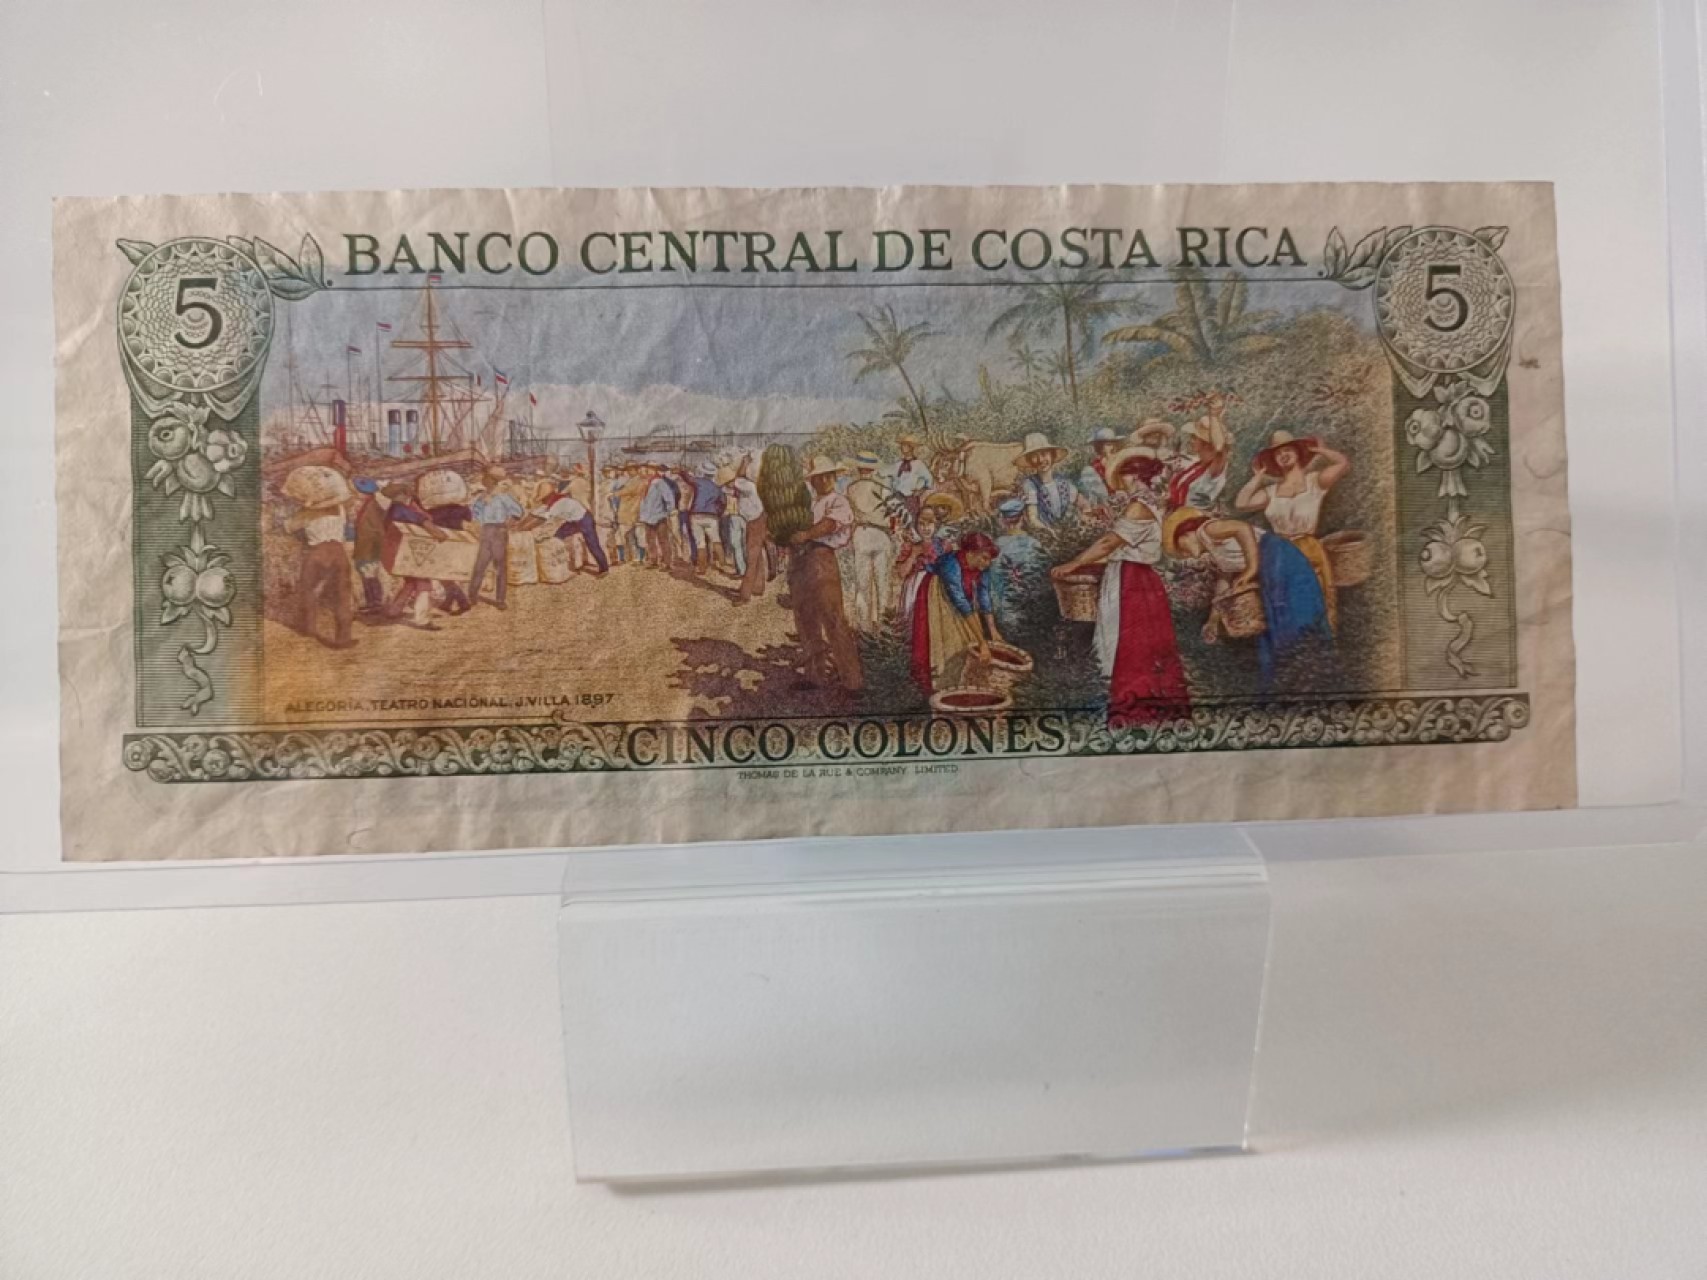 BANCO CENTRAL DE COSTA RICA
5
5
ALEGORIA, TEATRO NACIONAL, J. VILLA 1897
CINCO COLONES
THOMAS DE LA RUE & COMPANY LIMITED.